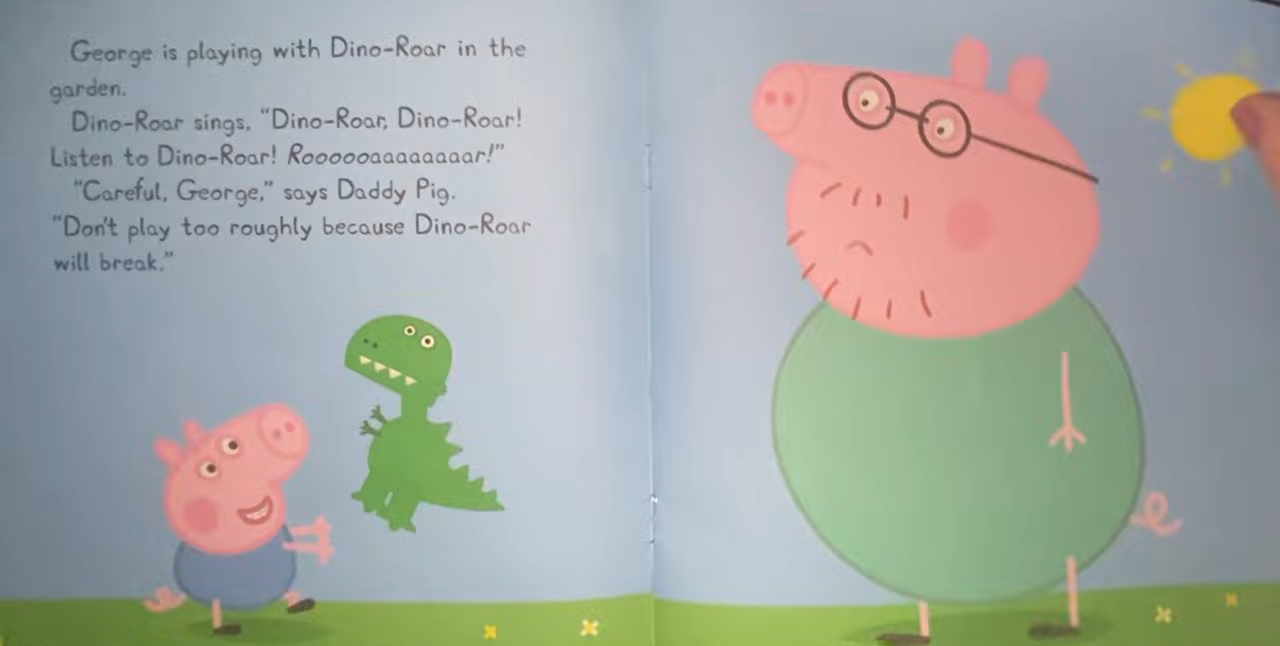 George is playing with Dino-Roar in the
garden.
Dino-Roar sings, “Dino-Roar, Dino-Roar!
Listen to Dino-Roar! Roooooaaaaaaaaar!”
“Careful, George,” says Daddy Pig.
“Don't play too roughly because Dino-Roar
will break.”